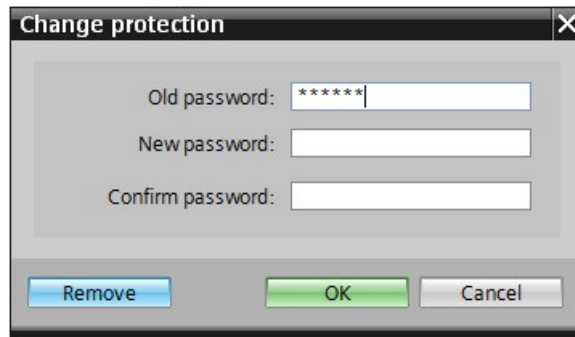 Change protection
Old password: ******
New password:
Confirm password:
Remove OK Cancel